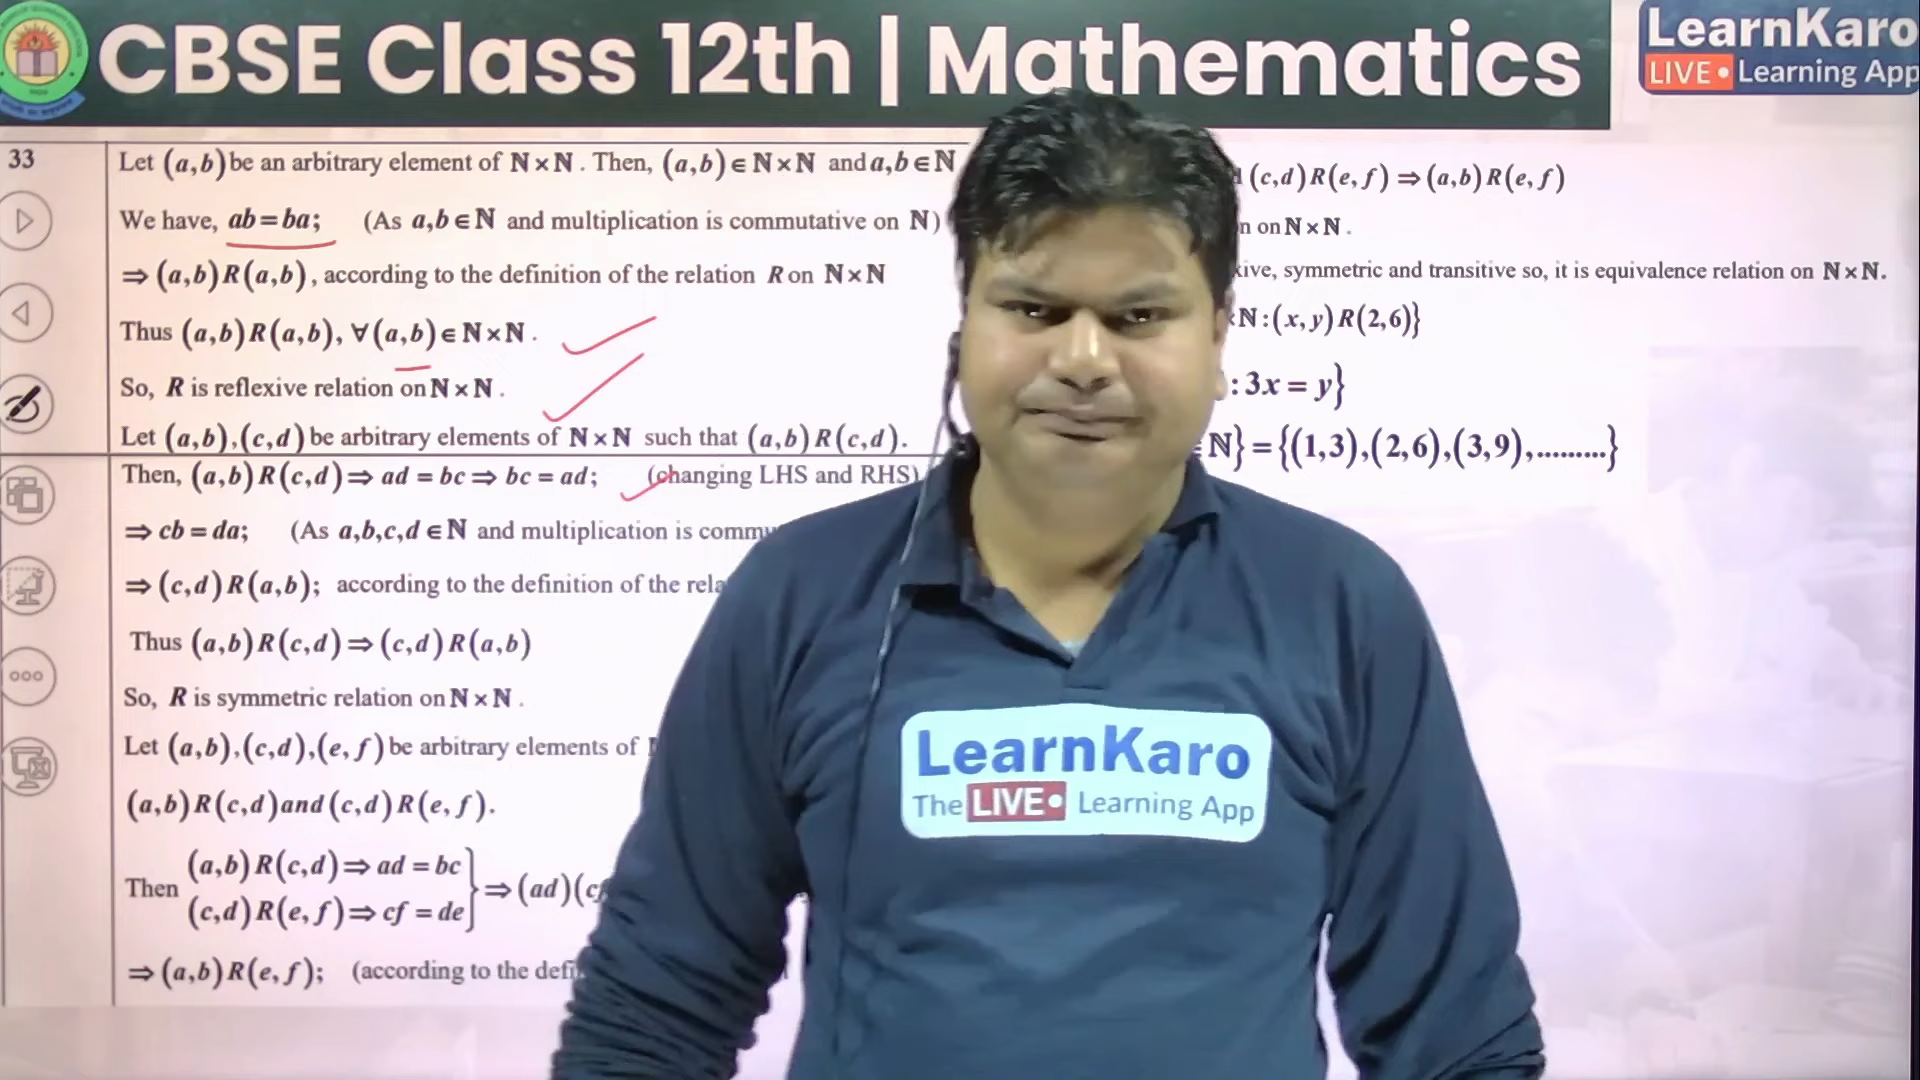 CBSE Class 12th | Mathematics
LearnKaro
LIVE • Learning App
33
Let (a,b) be an arbitrary element of ℕ×ℕ. Then, (a,b)∈ℕ×ℕ and a,b∈ℕ
We have, ab=ba; (As a,b∈ℕ and multiplication is commutative on ℕ)
⇒(a,b)R(a,b), according to the definition of the relation R on ℕ×ℕ
Thus (a,b)R(a,b), ∀(a,b)∈ℕ×ℕ.
So, R is reflexive relation on ℕ×ℕ.
Let (a,b),(c,d) be arbitrary elements of ℕ×ℕ such that (a,b)R(c,d).
Then, (a,b)R(c,d)⇒ad=bc⇒bc=ad; (changing LHS and RHS)
⇒cb=da; (As a,b,c,d∈ℕ and multiplication is
⇒(c,d)R(a,b); according to the definition of the
Thus (a,b)R(c,d)⇒(c,d)R(a,b)
So, R is symmetric relation on ℕ×ℕ.
Let (a,b),(c,d),(e,f) be arbitrary elements of
(a,b)R(c,d)and(c,d)R(e,f).
Then (a,b)R(c,d)⇒ad=bc
(c,d)R(e,f)⇒cf=de} ⇒(ad)
⇒(a,b)R(e,f); (according to the
(c,d)R(e,f)⇒(a,b)R(e,f)
on ℕ×ℕ.
symmetric and transitive so, it is equivalence relation on ℕ×ℕ.
ℕ:(x,y)R(2,6)}
:3x=y}
ℕ}={(1,3),(2,6),(3,9),.........}
LearnKaro
The LIVE • Learning App